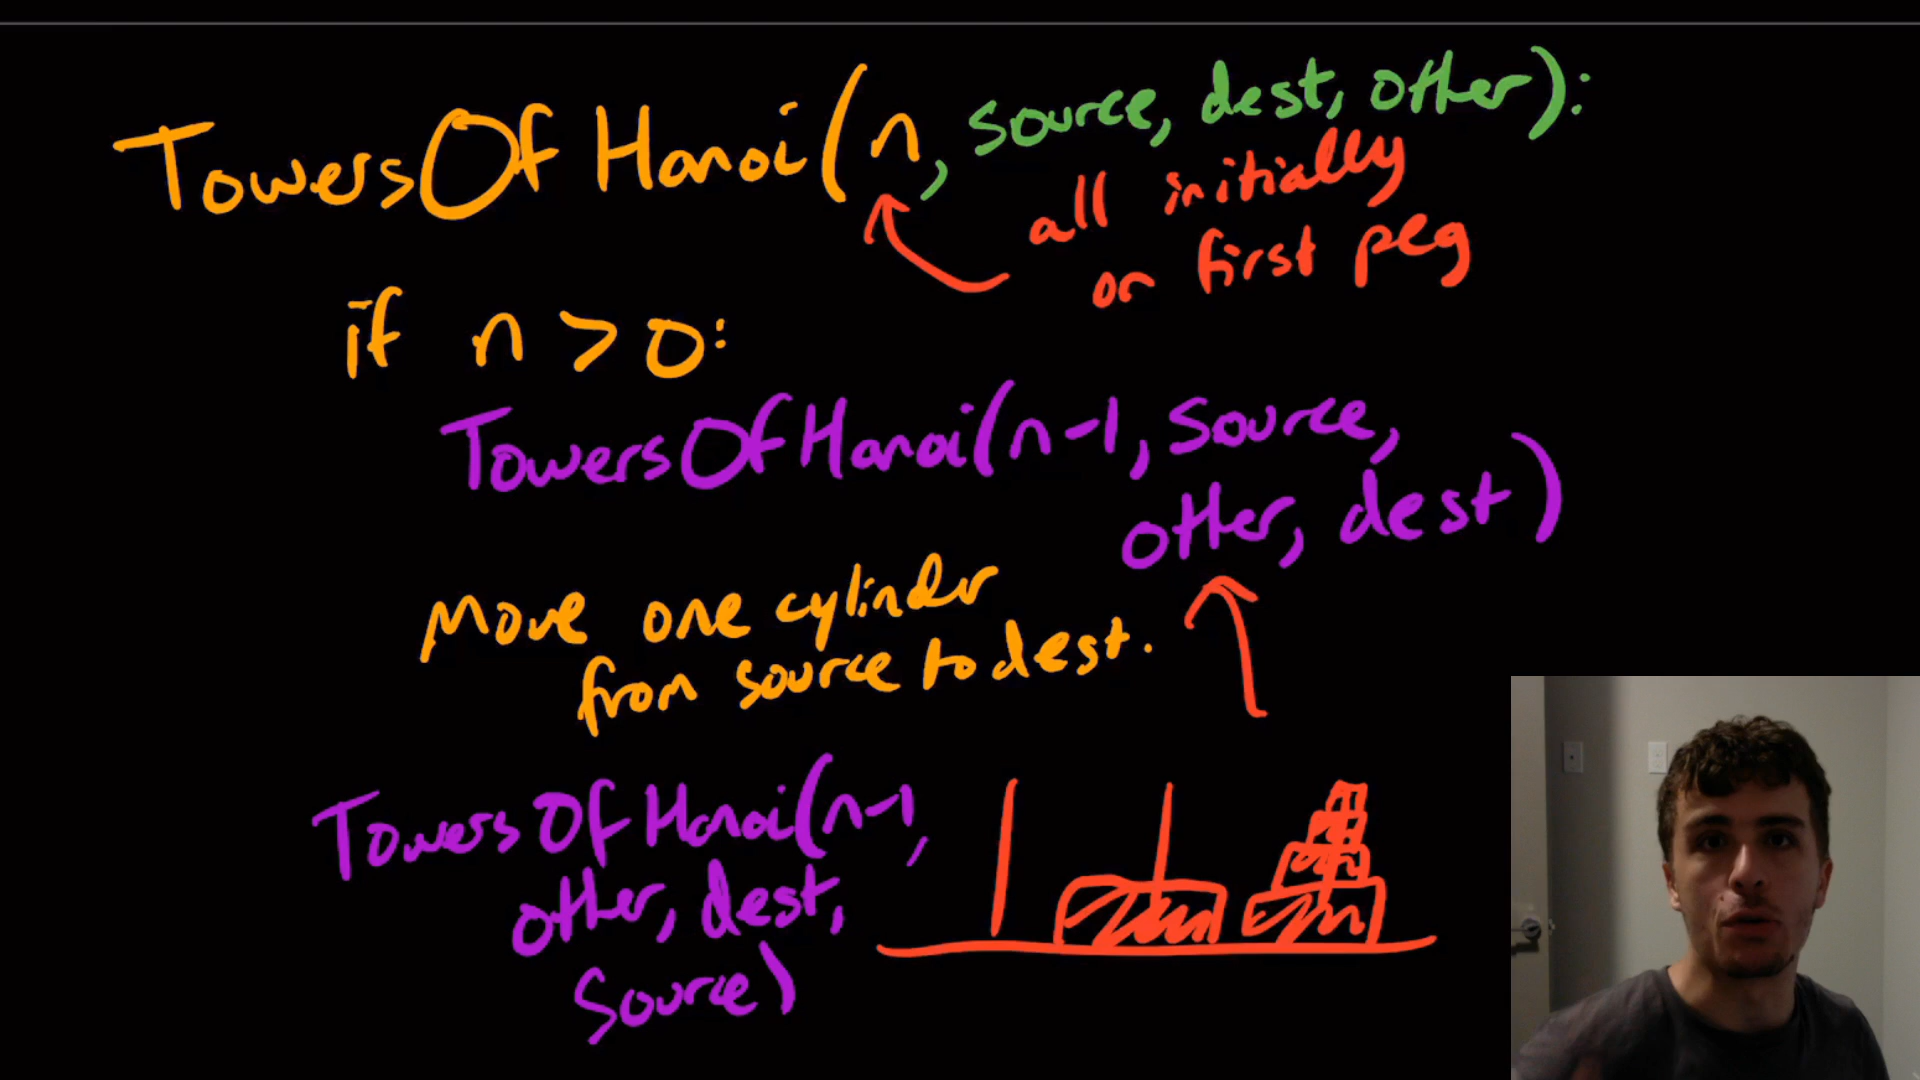 TowersOfHanoi(n, source, dest, other):
all initially
on first peg
if n > 0:
TowersOfHanoi(n-1, source,
other, dest)
Move one cylinder
from source to dest.
TowersOfHanoi(n-1,
other, dest,
source)